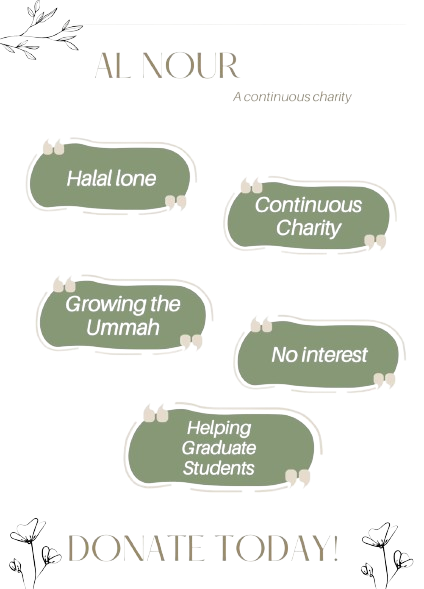 AL NOUR
A continuous charity
Halal lone
Continuous
Charity
Growing the
Ummah
No interest
Helping
Graduate
Students
DONATE TODAY!